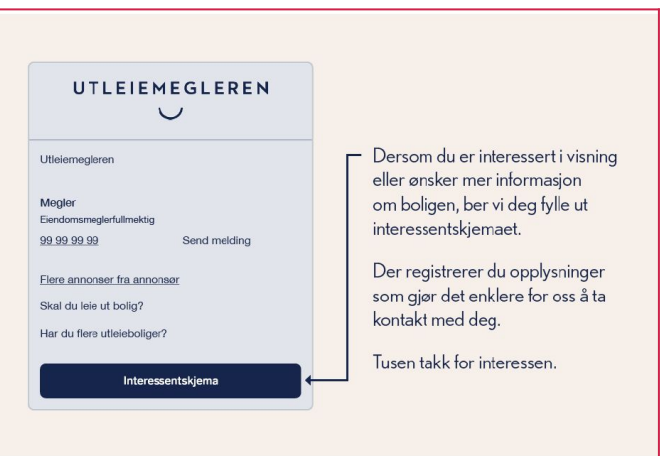 UTLEIEMEGLEREN
Utleiemegleren
Megler
Eiendomsmeglerfullmektig
99 99 99 99
Send melding
Flere annonser fra annonsør
Skal du leie ut bolig?
Har du flere utleieboliger?
Interessentskjema
Dersom du er interessert i visning
eller ønsker mer informasjon
om boligen, ber vi deg fylle ut
interessentskjemaet.
Der registrerer du opplysninger
som gjør det enklere for oss å ta
kontakt med deg.
Tusen takk for interessen.